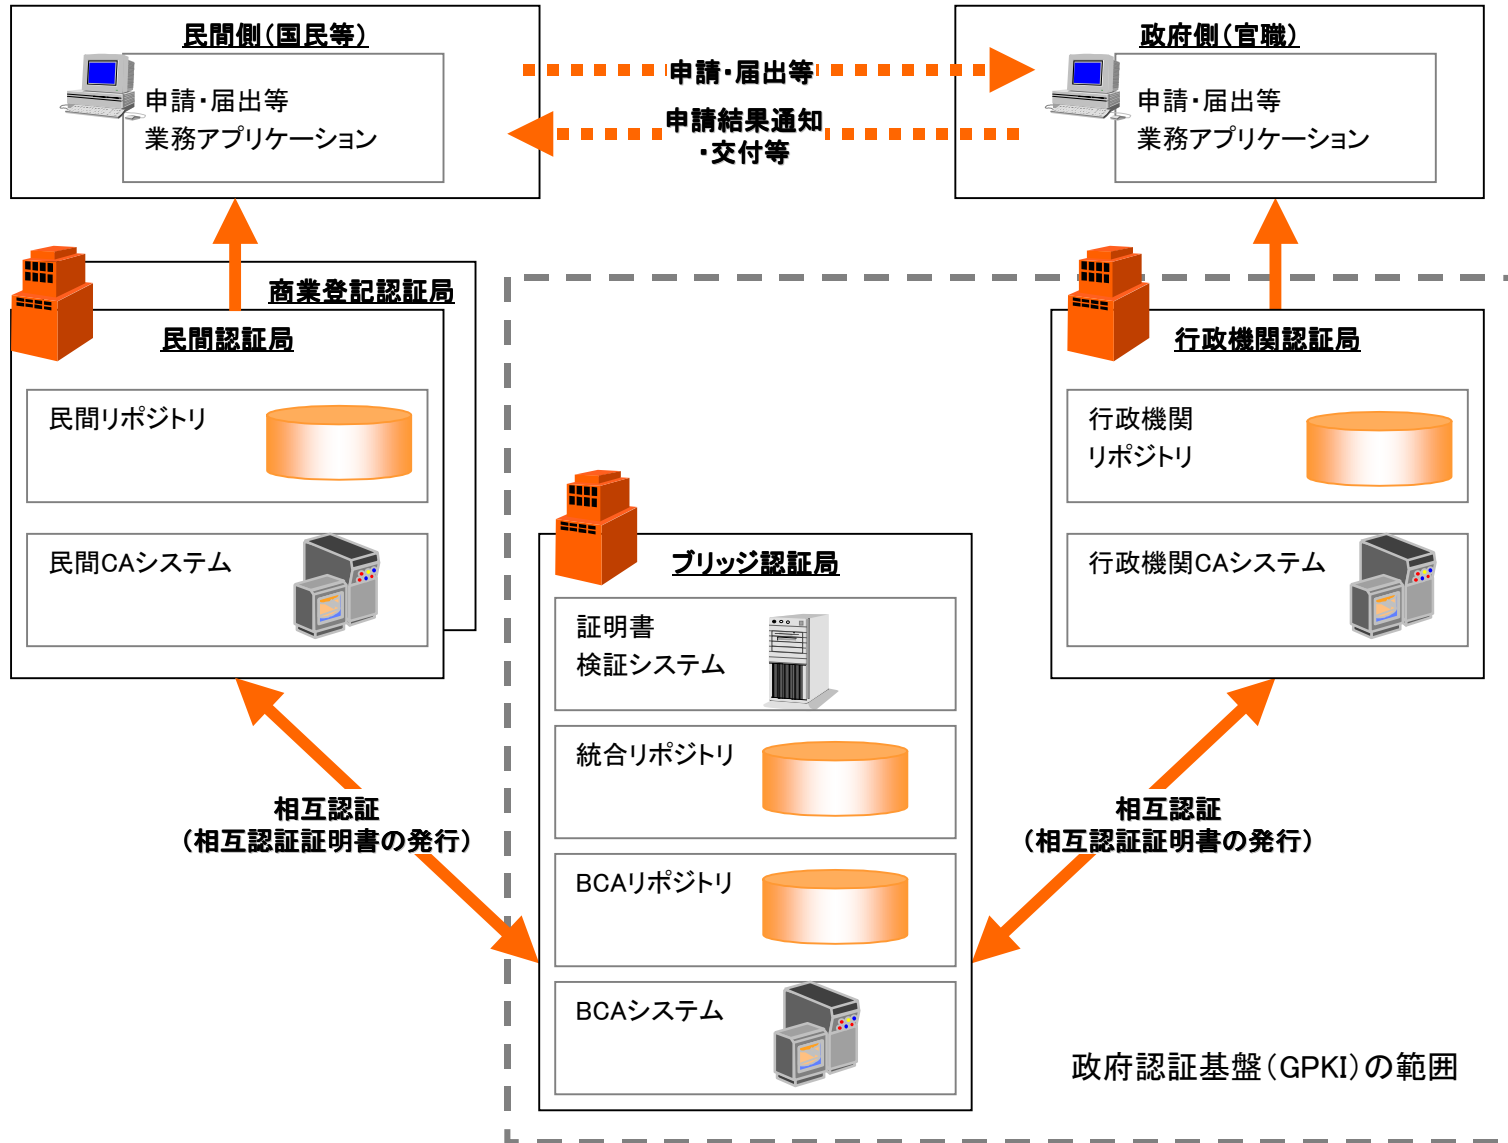 民間側(国民等)
申請・届出等
業務アプリケーション
申請・届出等
申請結果通知
・交付等
政府側(官職)
申請・届出等
業務アプリケーション
商業登記認証局
民間認証局
民間リポジトリ
民間CAシステム
行政機関認証局
行政機関
リポジトリ
行政機関CAシステム
ブリッジ認証局
証明書
検証システム
統合リポジトリ
BCAリポジトリ
BCAシステム
相互認証
(相互認証証明書の発行)
相互認証
(相互認証証明書の発行)
政府認証基盤(GPKI)の範囲